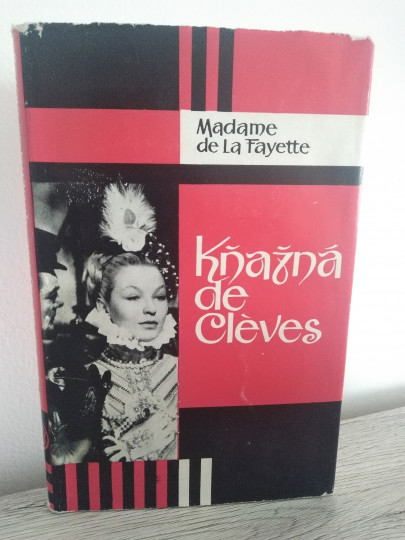 Madame
de La Fayette
Kňažná
de
Clèves